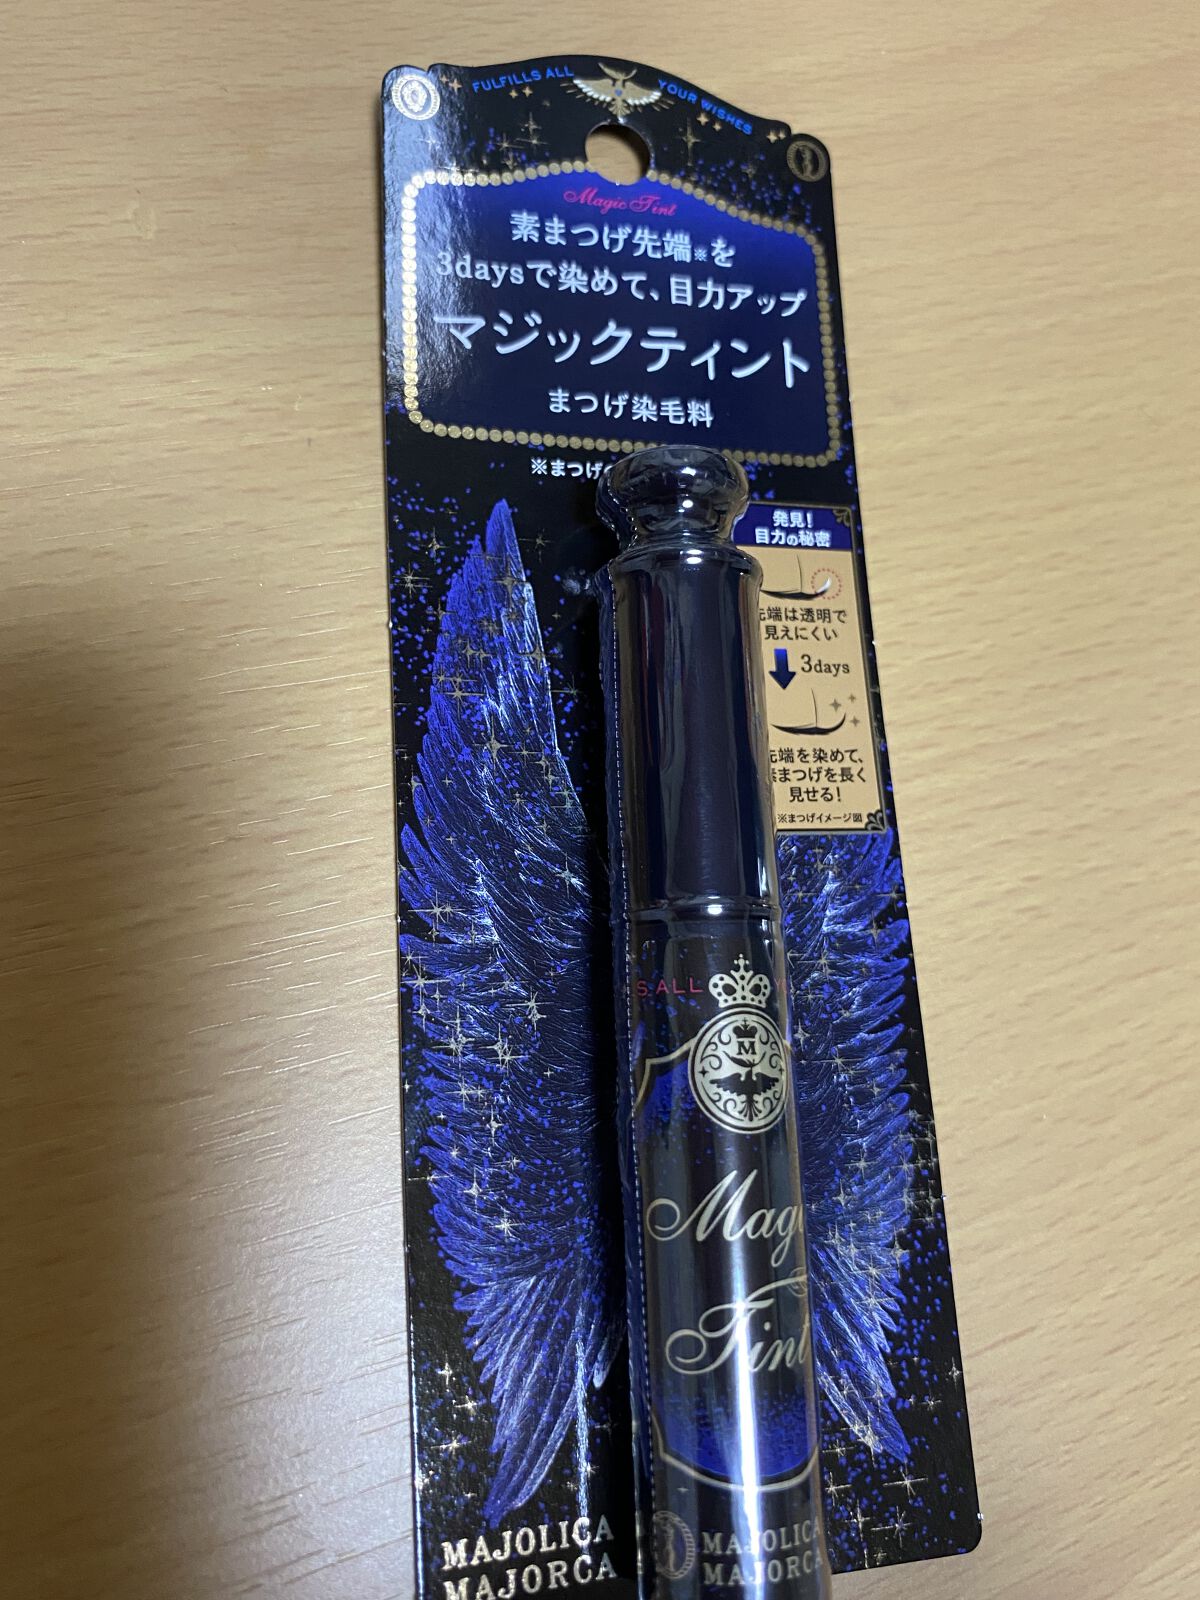 FULFILLS ALL YOUR WISHES
Magic Tint
素まつげ先端※を
3daysで染めて、目力アップ
マジックティント
まつげ染毛料
※まつげ
発見!
目力の秘密
先端は透明で
見えにくい
3days
先端を染めて、
素まつげを長く
見せる!
※まつげイメージ図
ALL
M
Magic
Tint
MAJOLICA
MAJORCA
MAJOLICA
MAJORCA